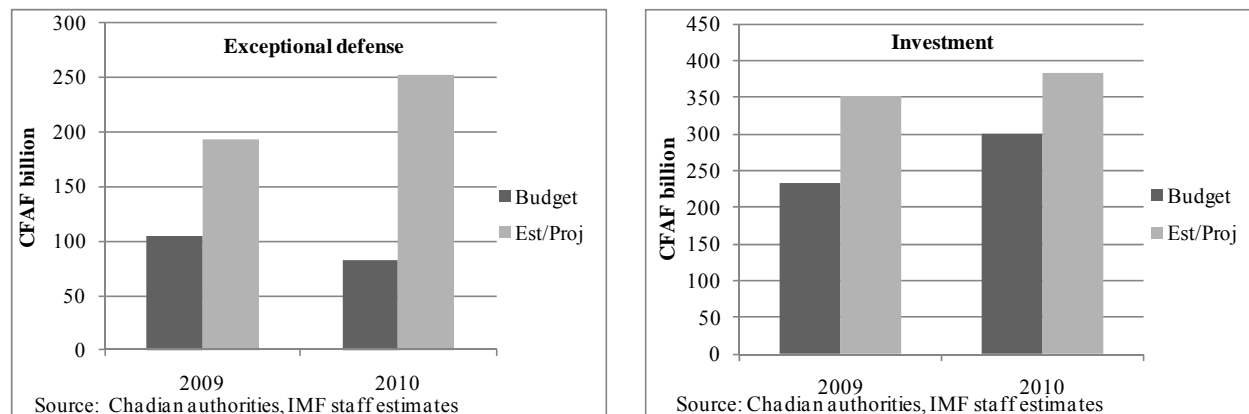 Exceptional defense
300
250
200
150
100
50
0
CFAF billion
2009
2010
Budget
Est/Proj
Source: Chadian authorities, IMF staff estimates
Investment
450
400
350
300
250
200
150
100
50
0
CFAF billion
2009
2010
Budget
Est/Proj
Source: Chadian authorities, IMF staff estimates